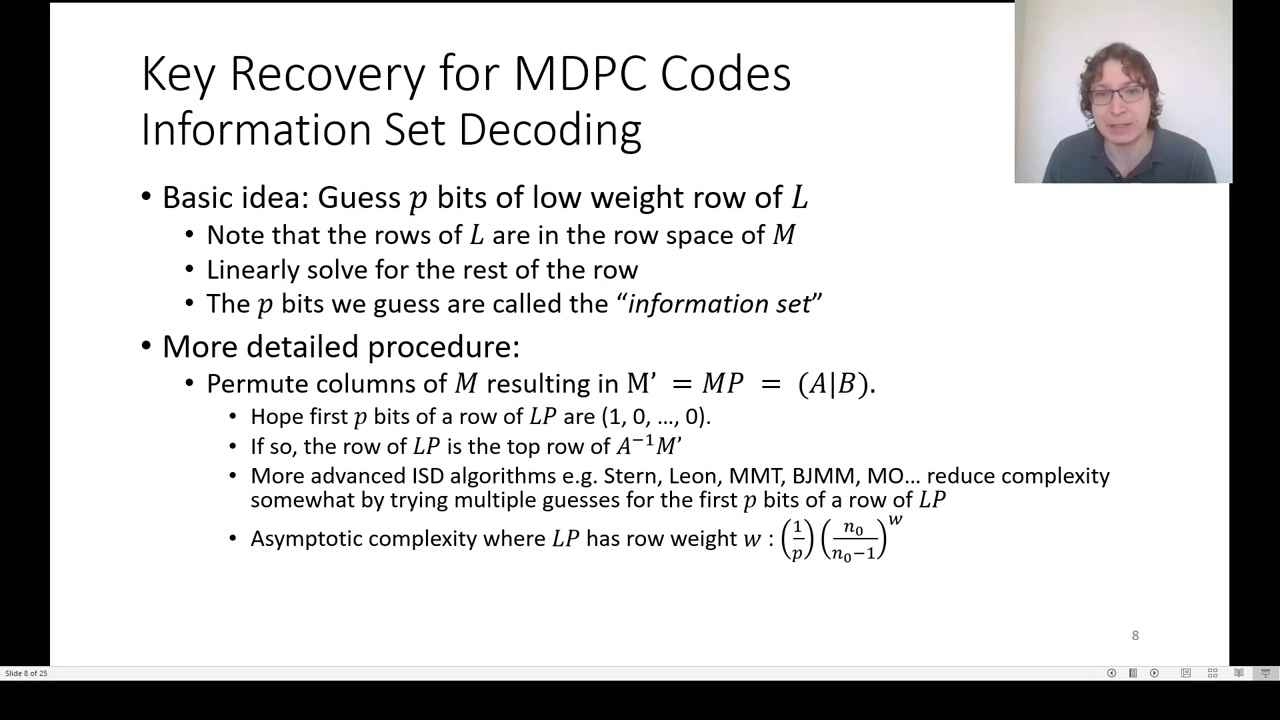 Key Recovery for MDPC Codes
Information Set Decoding
• Basic idea: Guess p bits of low weight row of L
• Note that the rows of L are in the row space of M
• Linearly solve for the rest of the row
• The p bits we guess are called the “information set”
• More detailed procedure:
• Permute columns of M resulting in M’ = MP = (A|B).
• Hope first p bits of a row of LP are (1, 0, …, 0).
• If so, the row of LP is the top row of A⁻¹M’
• More advanced ISD algorithms e.g. Stern, Leon, MMT, BJMM, MO… reduce complexity
somewhat by trying multiple guesses for the first p bits of a row of LP
• Asymptotic complexity where LP has row weight w : (1/p) (n₀/(n₀−1))^w
8
Slide 8 of 25